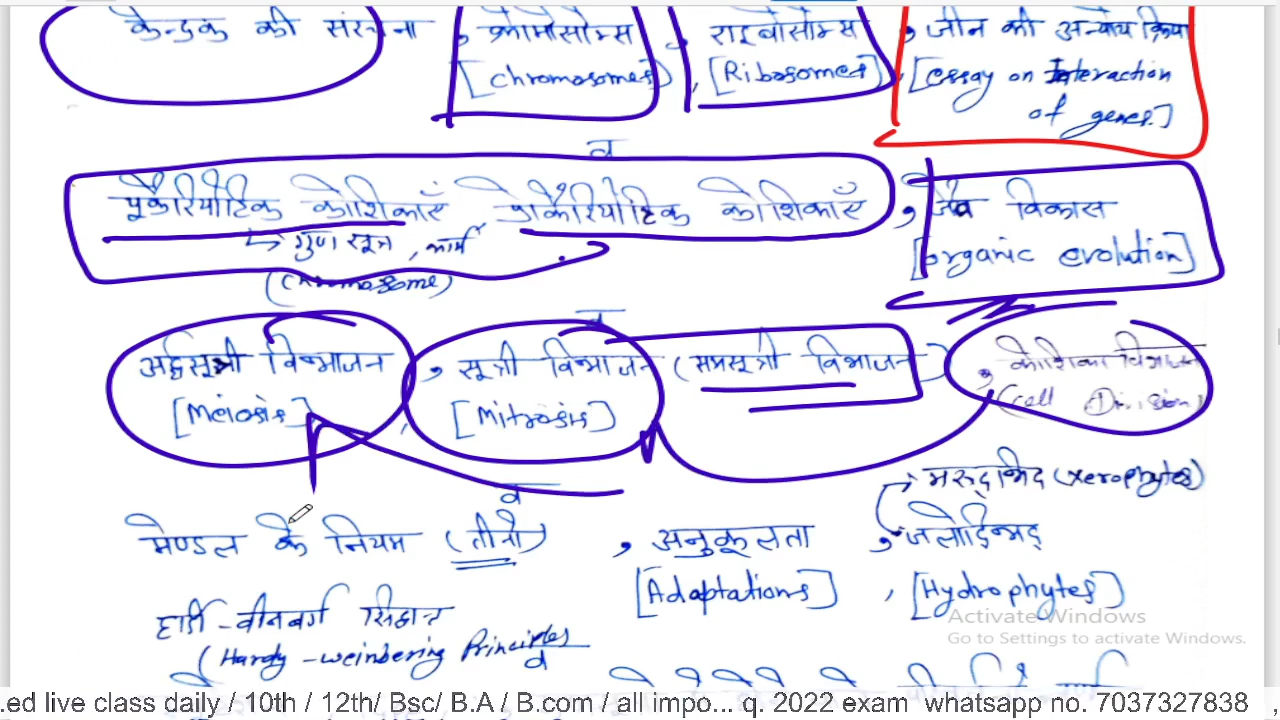 केन्द्रक की संरचना , क्रोमोसोम्स , राइबोसोम्स , जीन की अन्योय क्रिया
[chromosomes] , [Ribosomes] , [essay on Interaction
of genes.]
व
यूकैरियोटिक कोशिकाएँ प्रोकैरियोटिक कोशिकाएँ , जैव विकास
↳ गुण सूत्र , कार्य [organic evolution]
(Chromosome)
व
अर्द्धसूत्री विभाजन , सूत्री विभाजन (समसूत्री विभाजन) , कोशिका विभाजन
[Meiosis] , [Mitosis] (cell Division)
→ मरुद्भिद (xerophytes)
व
मेण्डल के नियम (तीनो) , अनुकूलता , जलोद्भिद्
[Adaptations] , [Hydrophytes]
हार्डी - वीनबर्ग सिद्धान्त
(Hardy - weinbering Principles
व
Activate Windows
Go to Settings to activate Windows.
.ed live class daily / 10th / 12th/ Bsc/ B.A / B.com / all impo... q. 2022 exam whatsapp no. 7037327838 ,